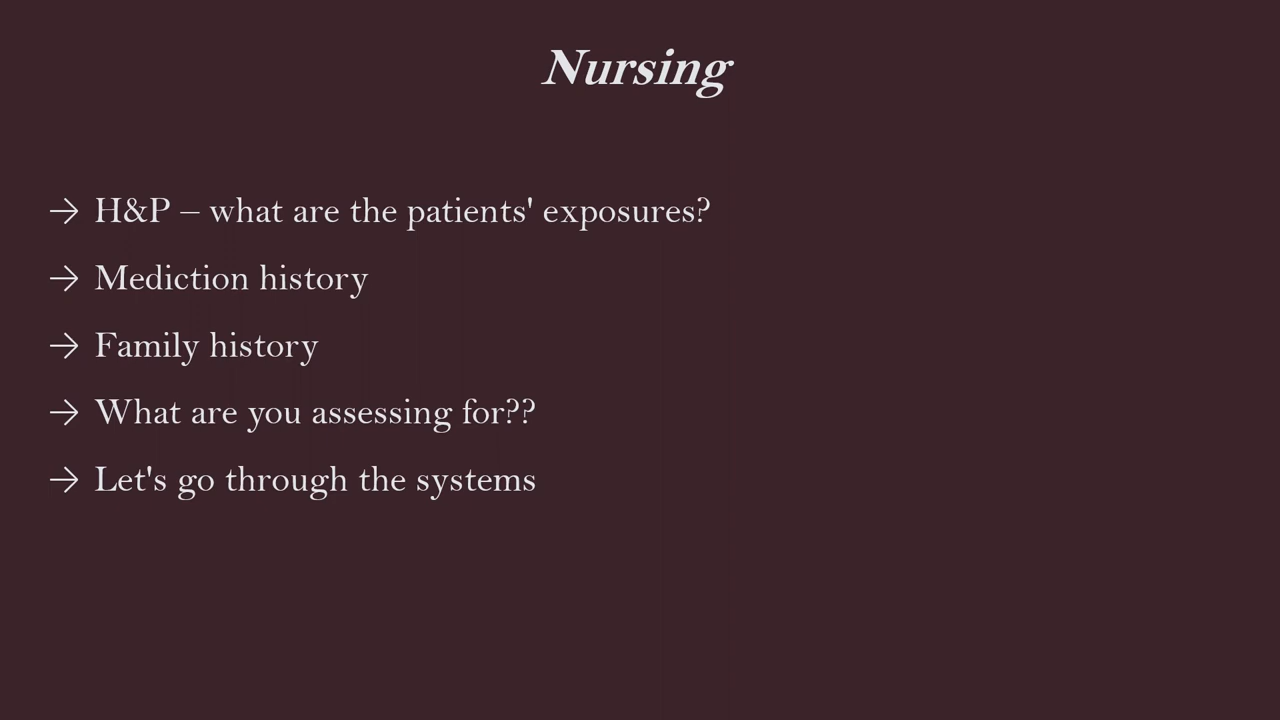 Nursing
→ H&P – what are the patients' exposures?
→ Mediction history
→ Family history
→ What are you assessing for??
→ Let's go through the systems